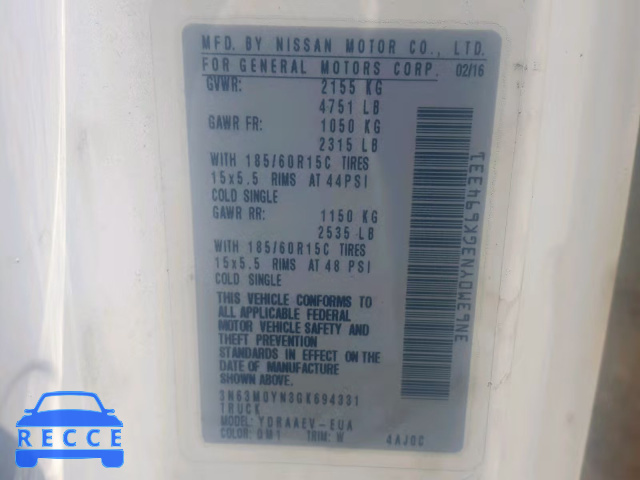 MFD. BY NISSAN MOTOR CO., LTD.
FOR GENERAL MOTORS CORP. 02/16
GVWR: 2155 KG
4751 LB
GAWR FR: 1050 KG
2315 LB
WITH 185/60R15C TIRES
15x5.5 RIMS AT 44PSI
COLD SINGLE
GAWR RR: 1150 KG
2535 LB
WITH 185/60R15C TIRES
15x5.5 RIMS AT 48 PSI
COLD SINGLE
THIS VEHICLE CONFORMS TO
ALL APPLICABLE FEDERAL
MOTOR VEHICLE SAFETY AND
THEFT PREVENTION
STANDARDS IN EFFECT ON THE
DATE OF MANUFACTURE
SHOWN ABOVE.
3N63M0YN3GK694331
TRUCK
MODEL: YDRAAEV-EUA
COLOR: QM1 TRIM: W 4AJ0C
3N63M0YN3GK694331
RECCE